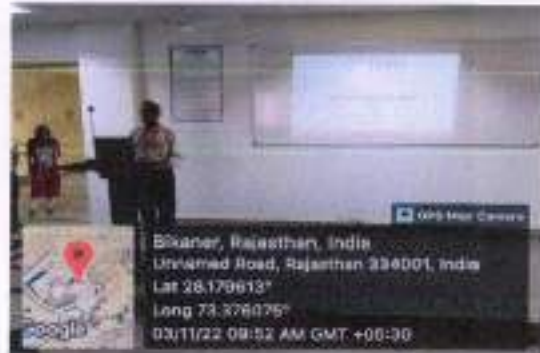 GPS Map Camera
Bikaner, Rajasthan, India
Unnamed Road, Rajasthan 334001, India
Lat 28.179613°
Long 73.376075°
03/11/22 09:52 AM GMT +05:30
Google